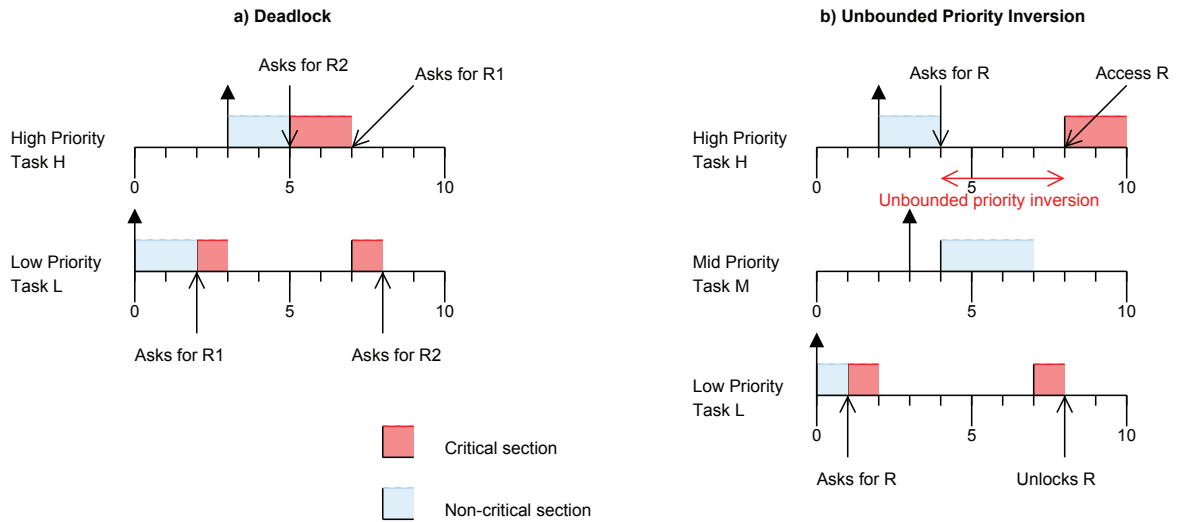 a) Deadlock
Asks for R2
Asks for R1
High Priority
Task H
0
5
10
Low Priority
Task L
0
5
10
Asks for R1
Asks for R2
Critical section
Non-critical section
b) Unbounded Priority Inversion
Asks for R
Access R
High Priority
Task H
0
5
10
Unbounded priority inversion
Mid Priority
Task M
0
5
10
Low Priority
Task L
0
5
10
Asks for R
Unlocks R